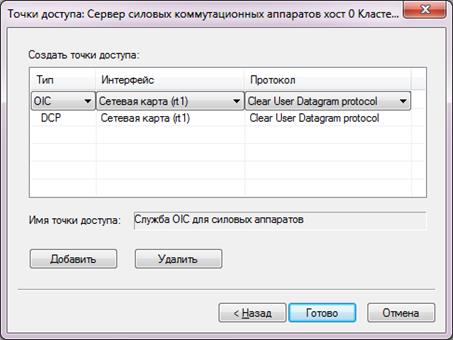 Точки доступа: Сервер силовых коммутационных аппаратов хост 0 Класте...
Создать точки доступа:
Тип Интерфейс Протокол
OIC Сетевая карта (rt1) Clear User Datagram protocol
DCP Сетевая карта (rt1) Clear User Datagram protocol
Имя точки доступа: Служба OIC для силовых аппаратов
Добавить Удалить
< Назад Готово Отмена